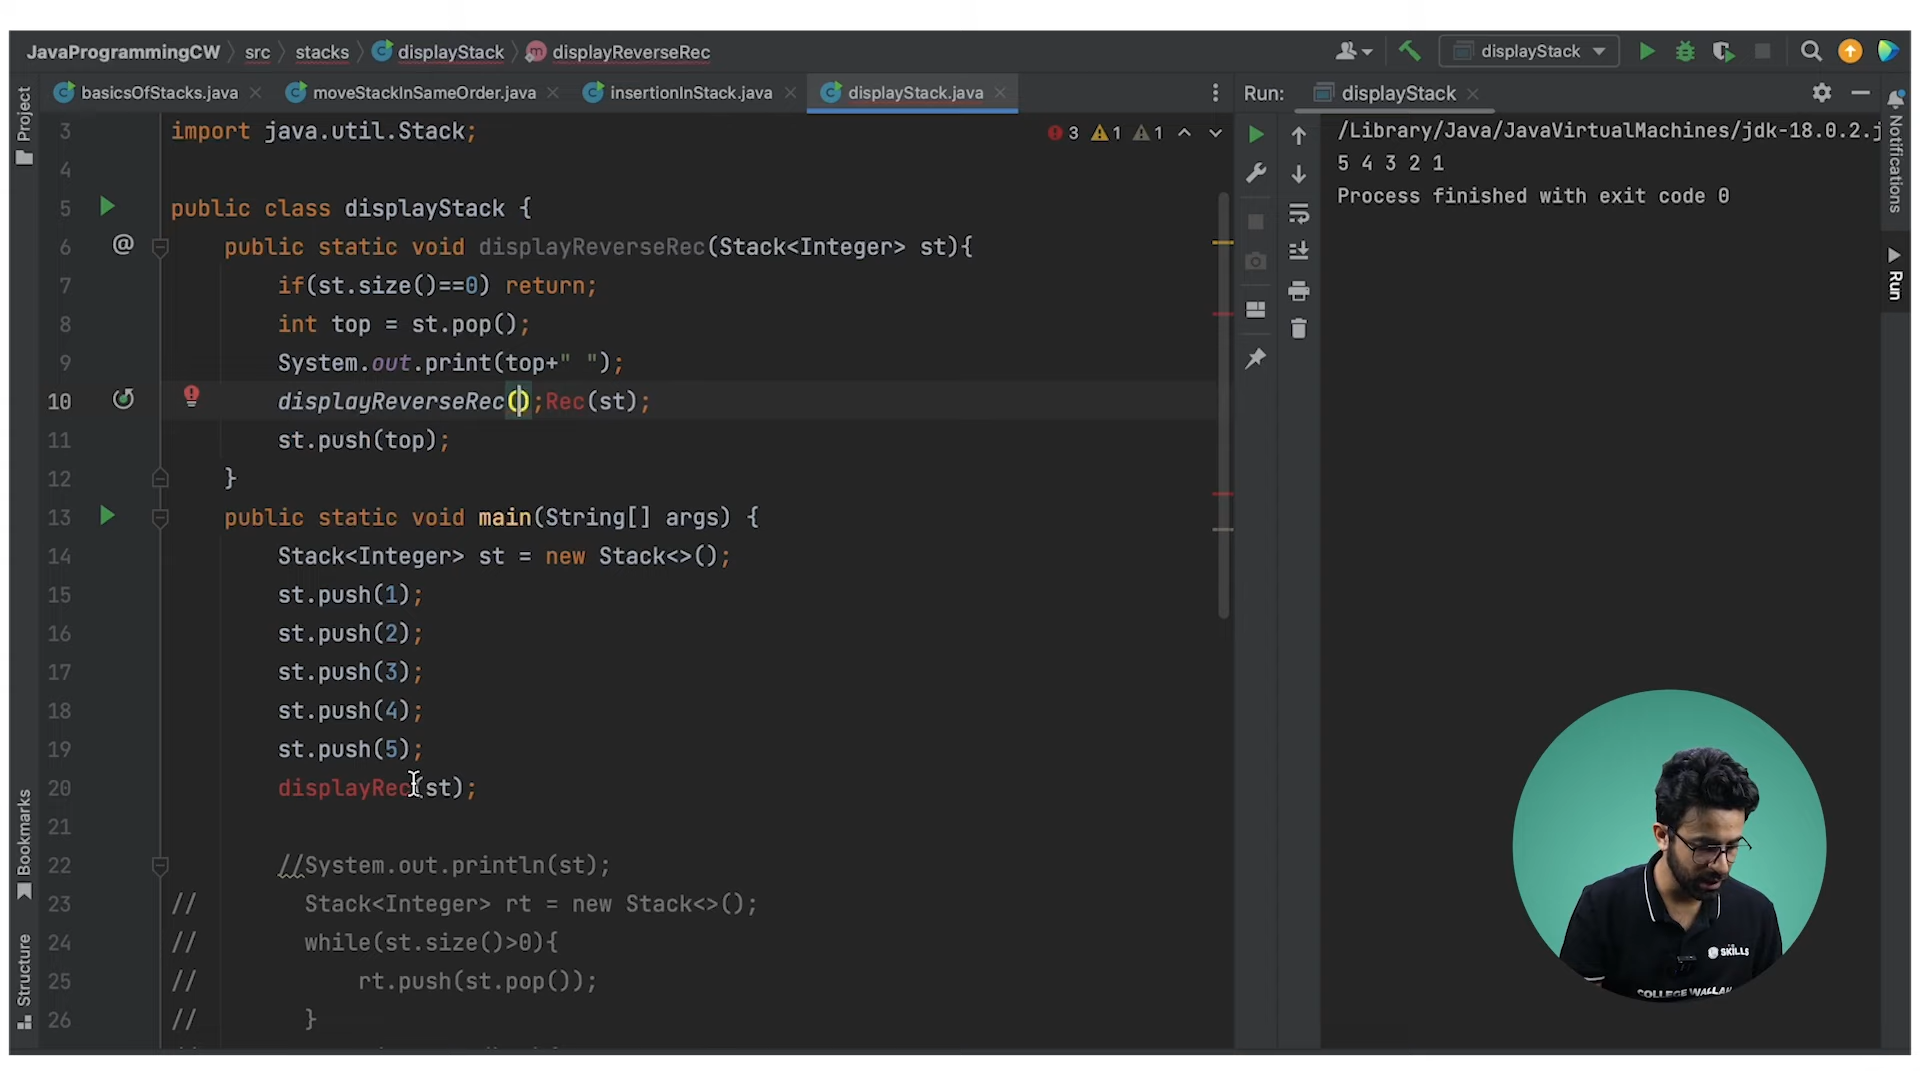 JavaProgrammingCW src stacks displayStack displayReverseRec displayStack
Project
basicsOfStacks.java moveStackInSameOrder.java insertionInStack.java displayStack.java
Run: displayStack
3 import java.util.Stack; 3 1 1
4
5 public class displayStack {
6 @ public static void displayReverseRec(Stack<Integer> st){
7 if(st.size()==0) return;
8 int top = st.pop();
9 System.out.print(top+" ");
10 displayReverseRec();Rec(st);
11 st.push(top);
12 }
13 public static void main(String[] args) {
14 Stack<Integer> st = new Stack<>();
15 st.push(1);
16 st.push(2);
17 st.push(3);
18 st.push(4);
19 st.push(5);
20 displayRec(st);
21
22 //System.out.println(st);
23 // Stack<Integer> rt = new Stack<>();
24 // while(st.size()>0){
25 // rt.push(st.pop());
26 // }
Bookmarks
Structure
/Library/Java/JavaVirtualMachines/jdk-18.0.2.j
5 4 3 2 1
Process finished with exit code 0
Notifications
Run
SKILLS
COLLEGE WALLAH